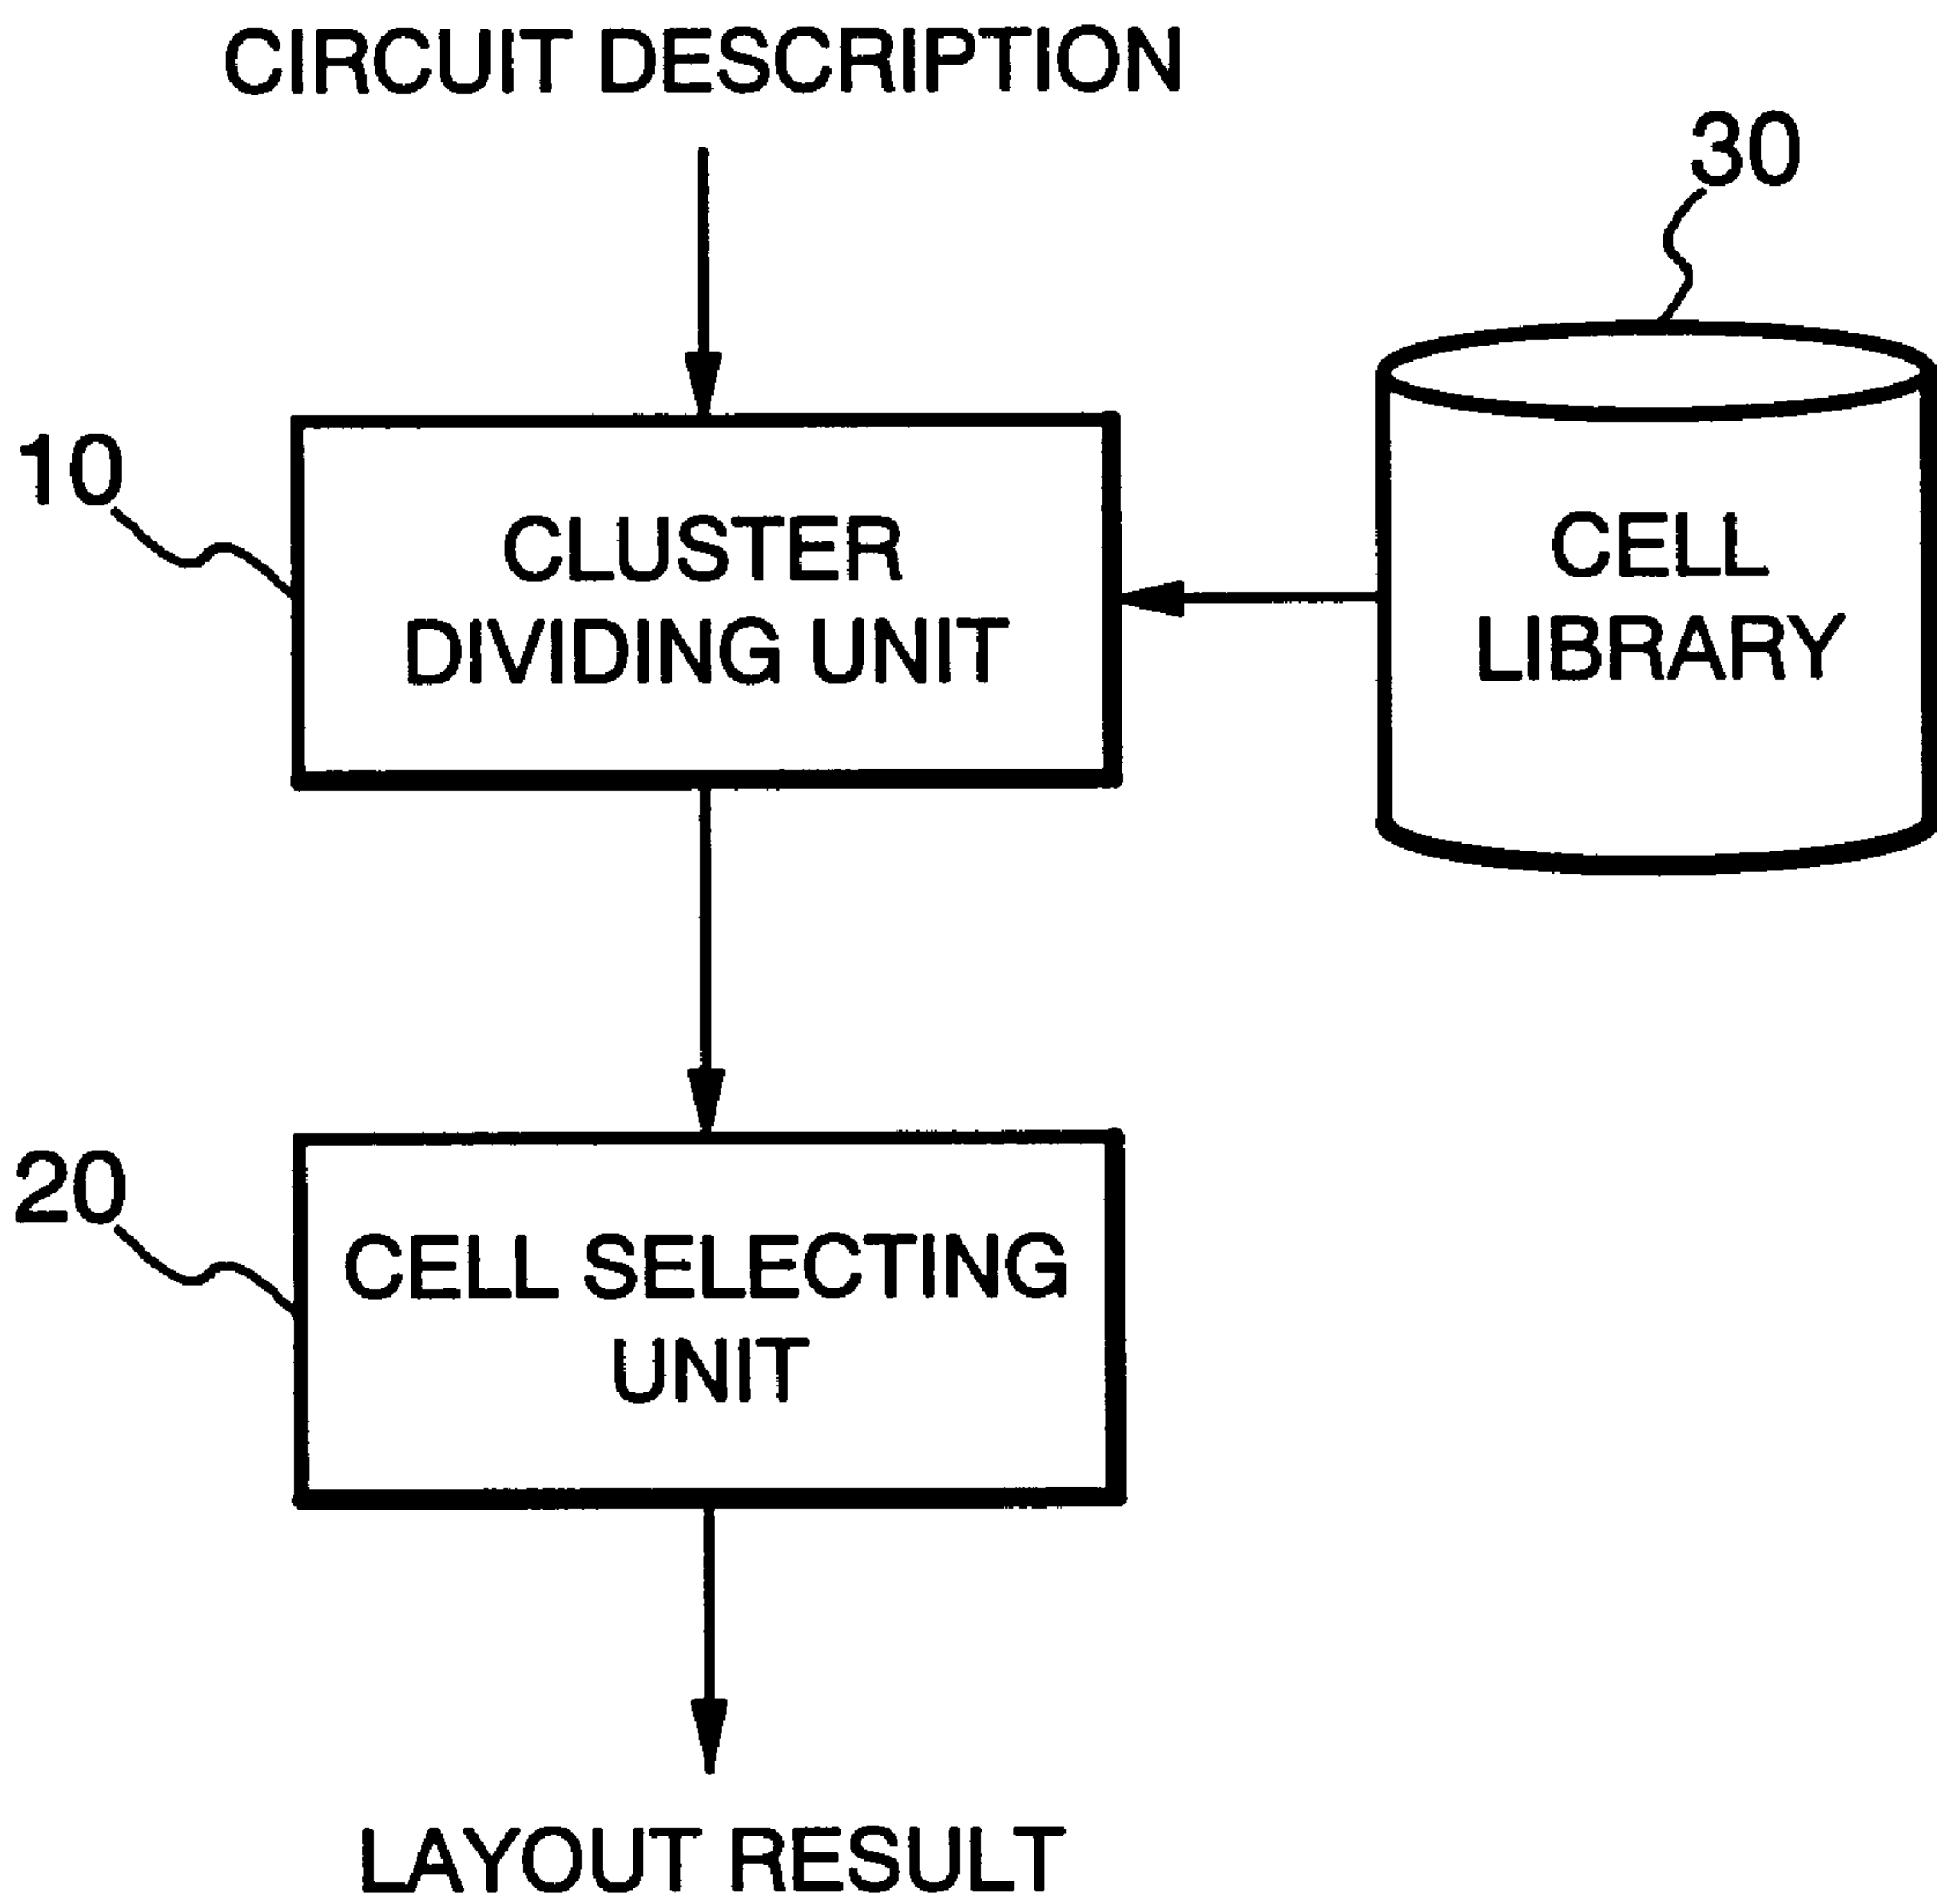 CIRCUIT DESCRIPTION
30
10
CLUSTER
DIVIDING UNIT
CELL
LIBRARY
20
CELL SELECTING
UNIT
LAYOUT RESULT